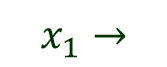 x₁ →